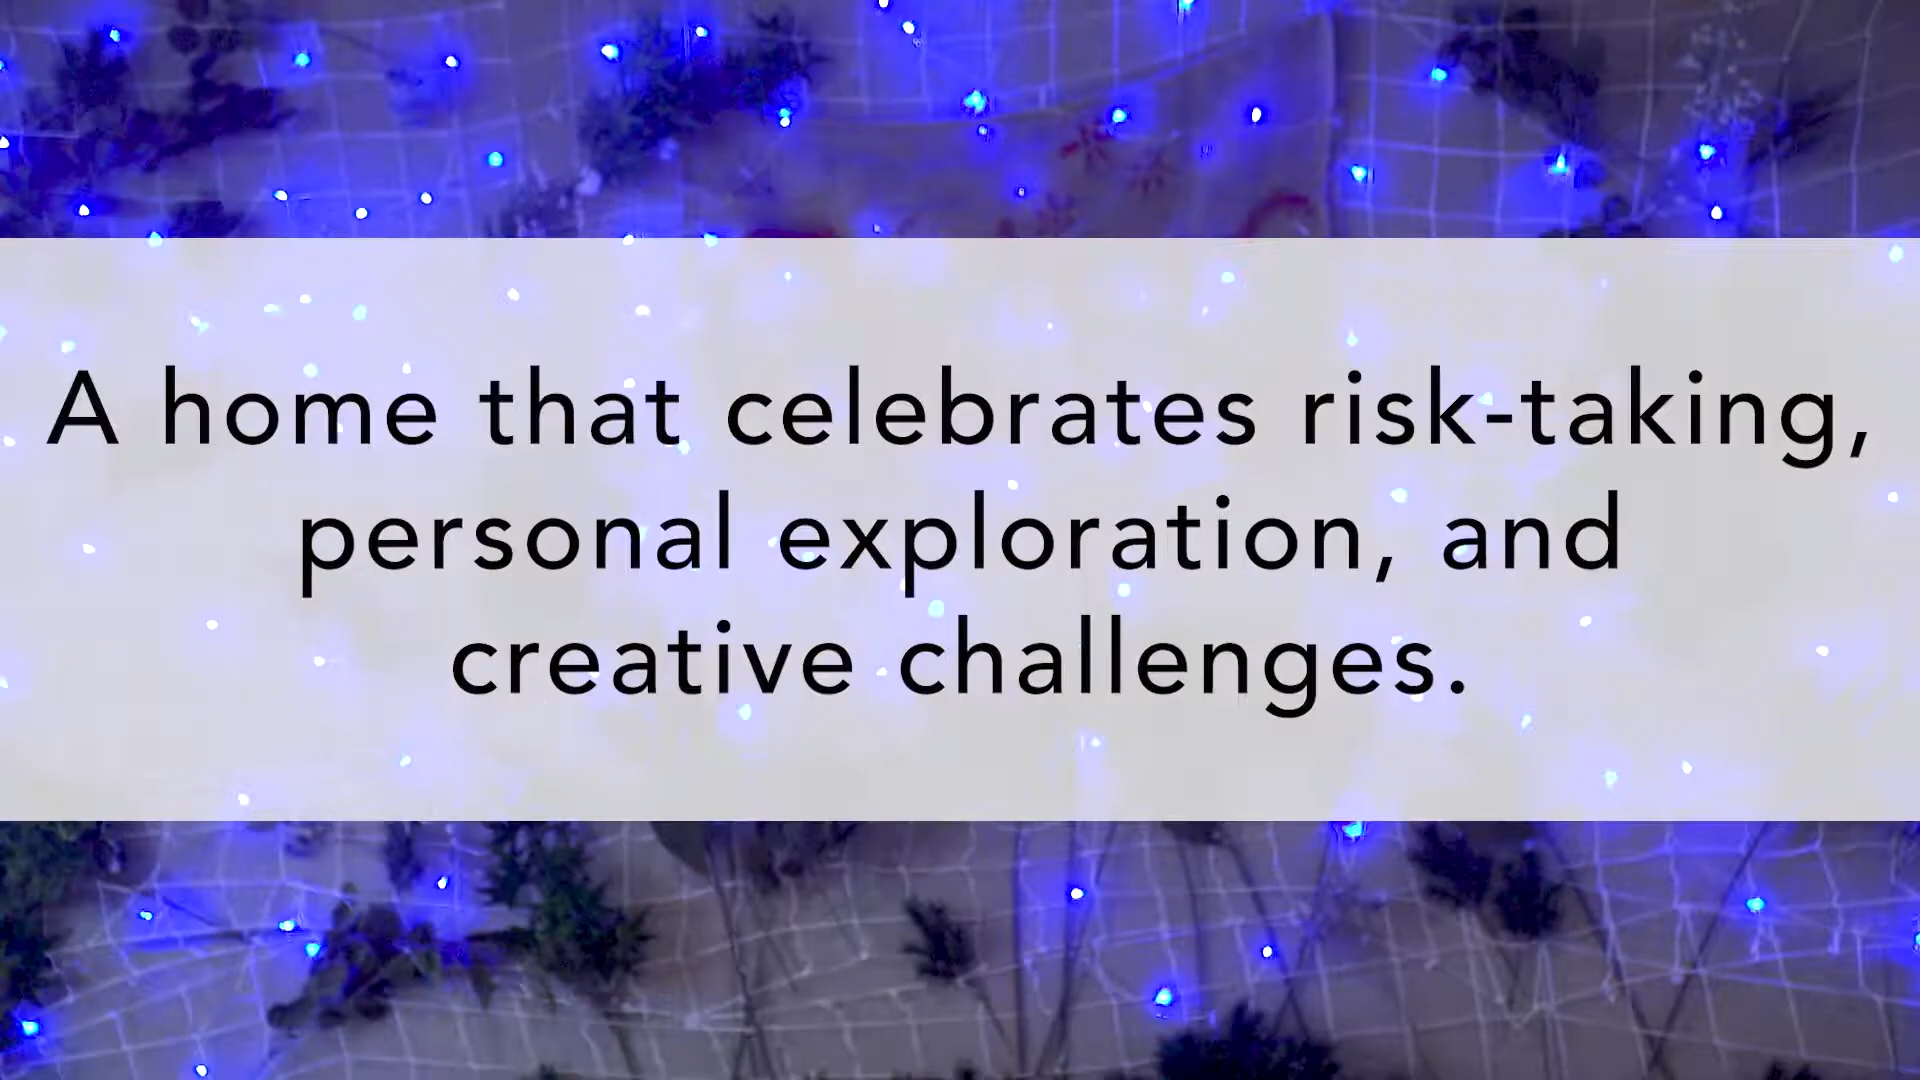 A home that celebrates risk-taking,
personal exploration, and
creative challenges.